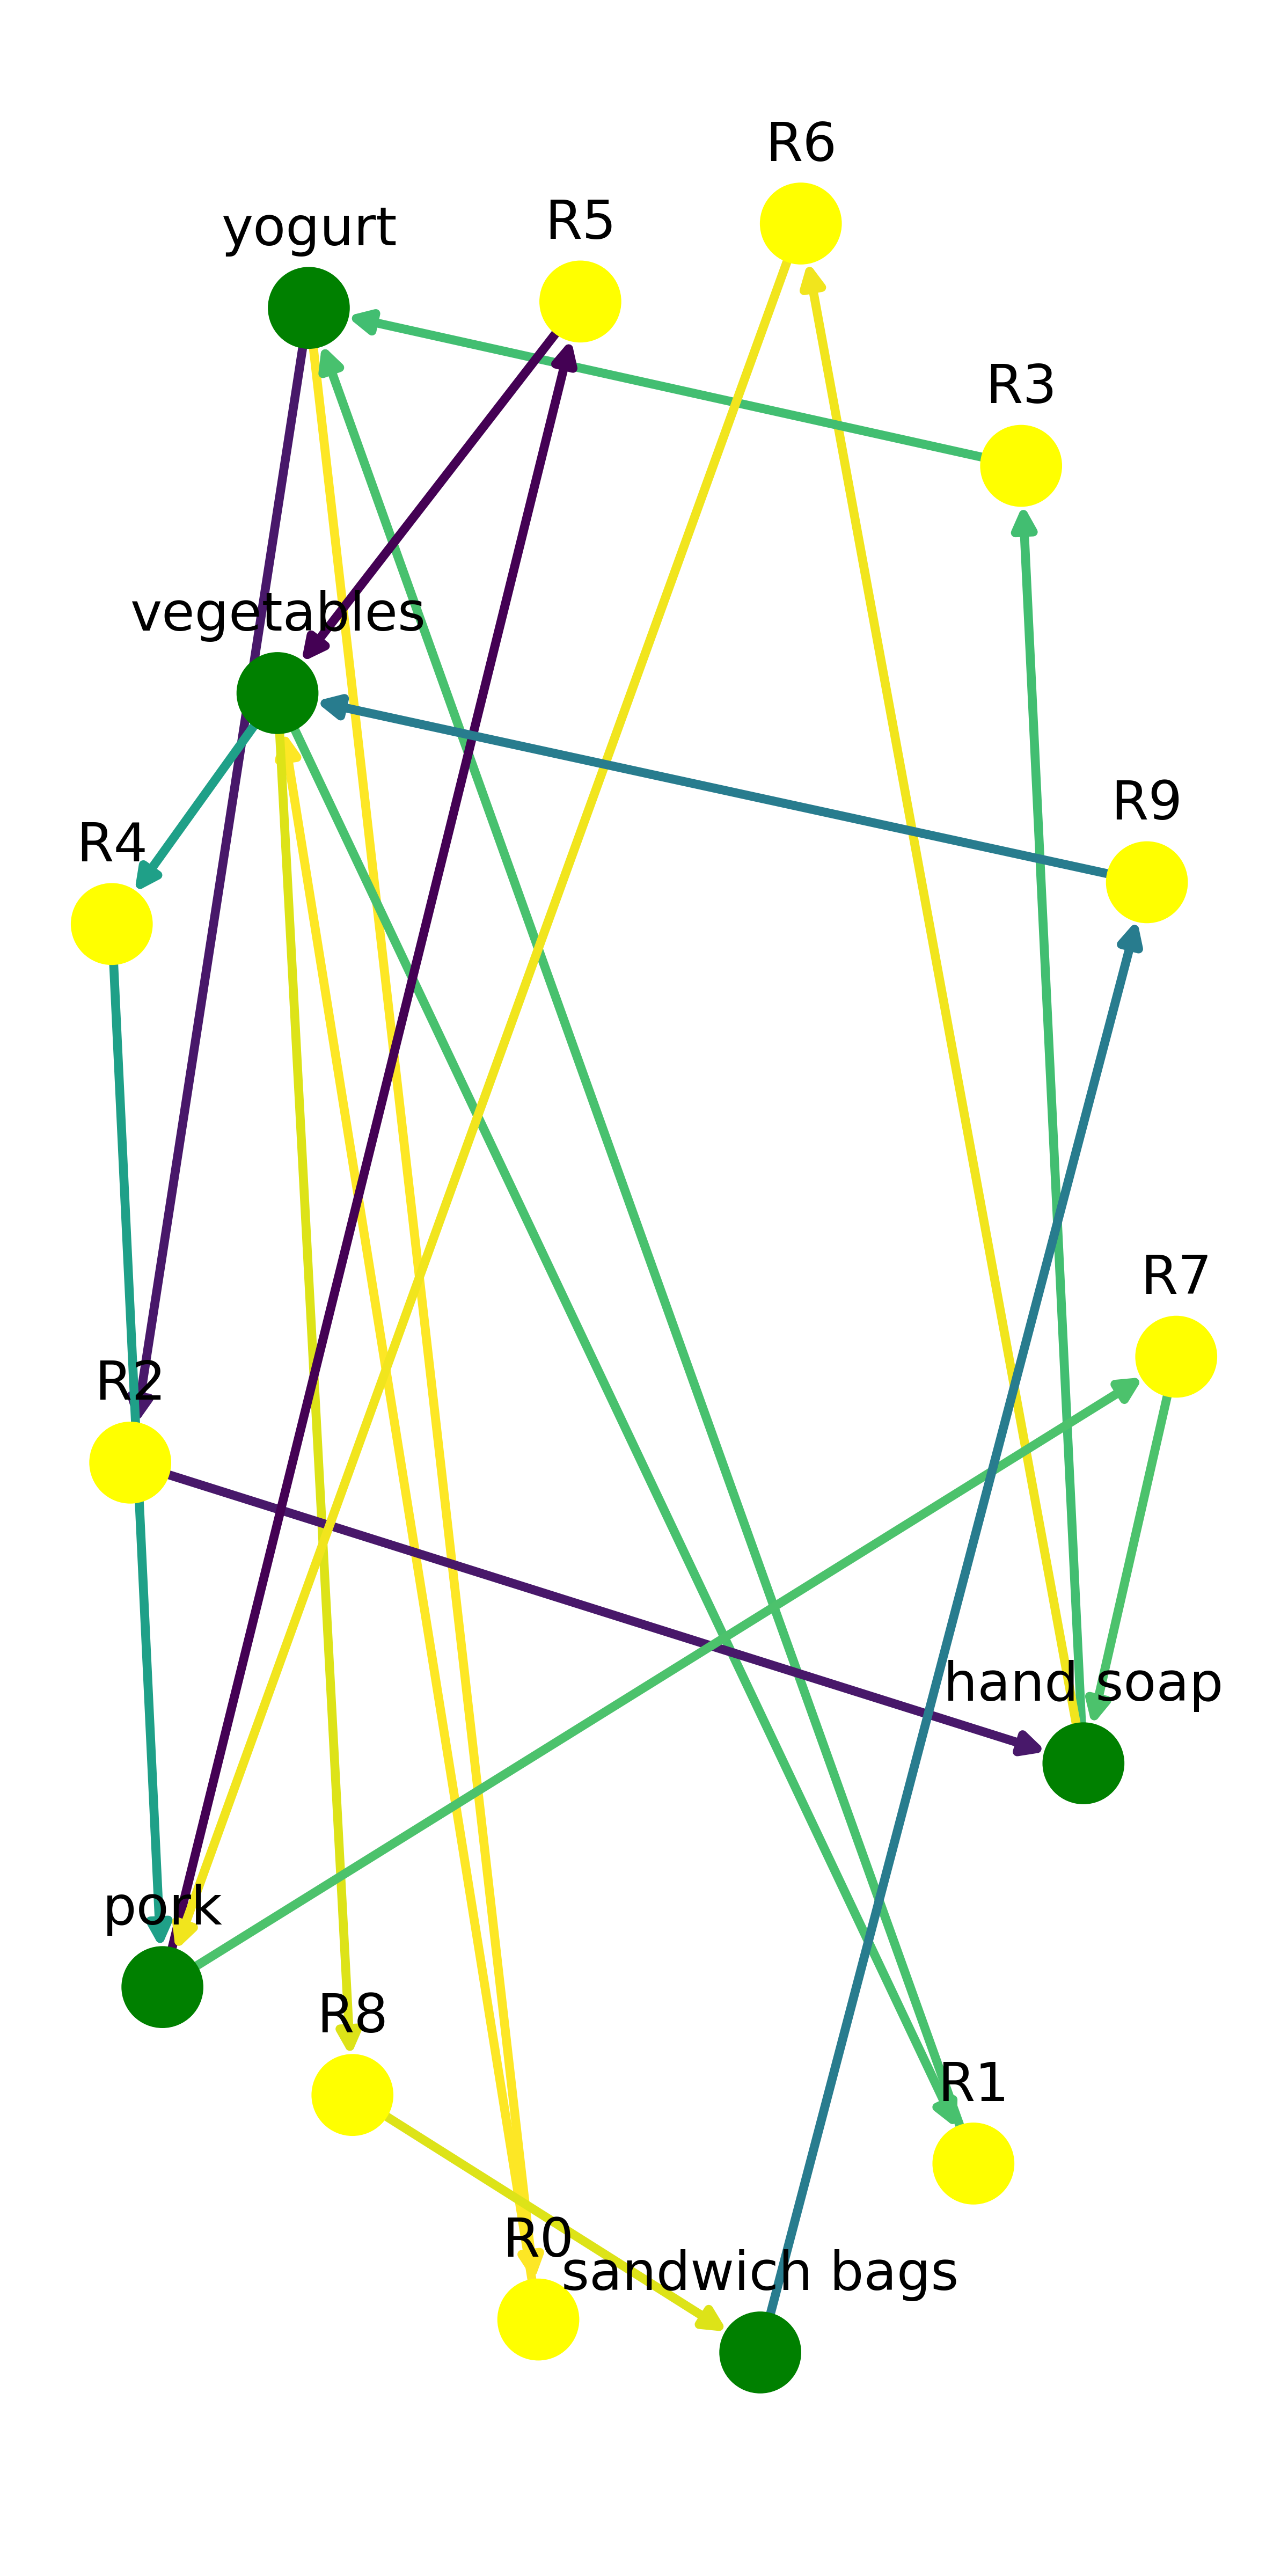 R6
R5
yogurt
R3
vegetables
R9
R4
R7
R2
hand soap
pork
R8
R1
R0
sandwich bags